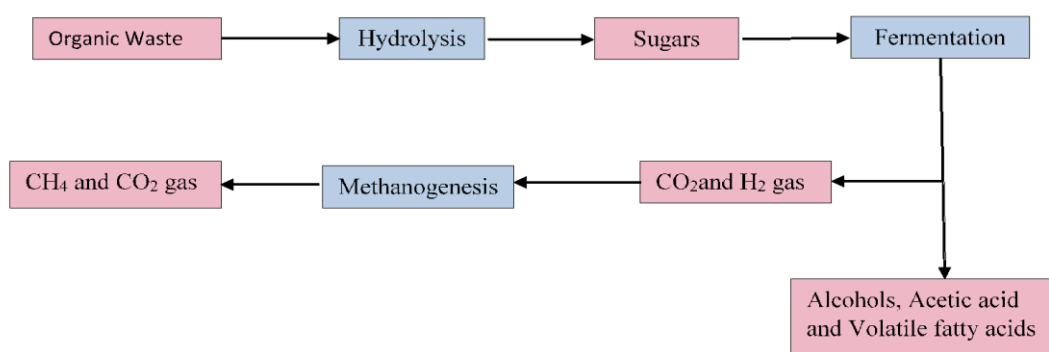 Organic Waste
Hydrolysis
Sugars
Fermentation
CH₄ and CO₂ gas
Methanogenesis
CO₂and H₂ gas
Alcohols, Acetic acid
and Volatile fatty acids